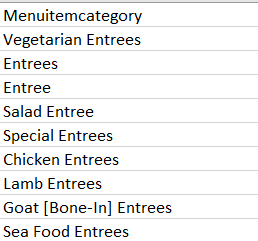 Menuitemcategory
Vegetarian Entrees
Entrees
Entree
Salad Entree
Special Entrees
Chicken Entrees
Lamb Entrees
Goat [Bone-In] Entrees
Sea Food Entrees